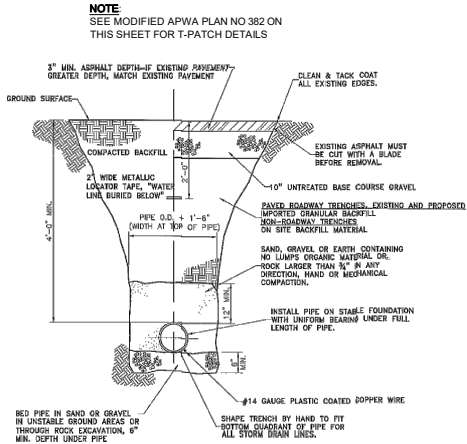 NOTE:
SEE MODIFIED APWA PLAN NO 382 ON
THIS SHEET FOR T-PATCH DETAILS
3" MIN. ASPHALT DEPTH-IF EXISTING PAVEMENT
GREATER DEPTH, MATCH EXISTING PAVEMENT
CLEAN & TACK COAT
ALL EXISTING EDGES.
GROUND SURFACE
COMPACTED BACKFILL
EXISTING ASPHALT MUST
BE CUT WITH A BLADE
BEFORE REMOVAL.
2'-0"
2" WIDE METALLIC
LOCATOR TAPE, "WATER
LINE BURIED BELOW"
10" UNTREATED BASE COURSE GRAVEL
4'-0" MIN.
PAVED ROADWAY TRENCHES, EXISTING AND PROPOSED
IMPORTED GRANULAR BACKFILL
NON-ROADWAY TRENCHES
ON SITE BACKFILL MATERIAL
PIPE O.D. + 1'-6"
(WIDTH AT TOP OF PIPE)
SAND, GRAVEL OR EARTH CONTAINING
NO LUMPS ORGANIC MATERIAL OR
ROCK LARGER THAN ¾" IN ANY
DIRECTION, HAND OR MECHANICAL
COMPACTION.
12" MIN.
INSTALL PIPE ON STABLE FOUNDATION
WITH UNIFORM BEARING UNDER FULL
LENGTH OF PIPE.
6"
MIN.
#14 GAUGE PLASTIC COATED COPPER WIRE
BED PIPE IN SAND OR GRAVEL
IN UNSTABLE GROUND AREAS OR
THROUGH ROCK EXCAVATION, 6"
MIN. DEPTH UNDER PIPE
SHAPE TRENCH BY HAND TO FIT
BOTTOM QUADRANT OF PIPE FOR
ALL STORM DRAIN LINES.